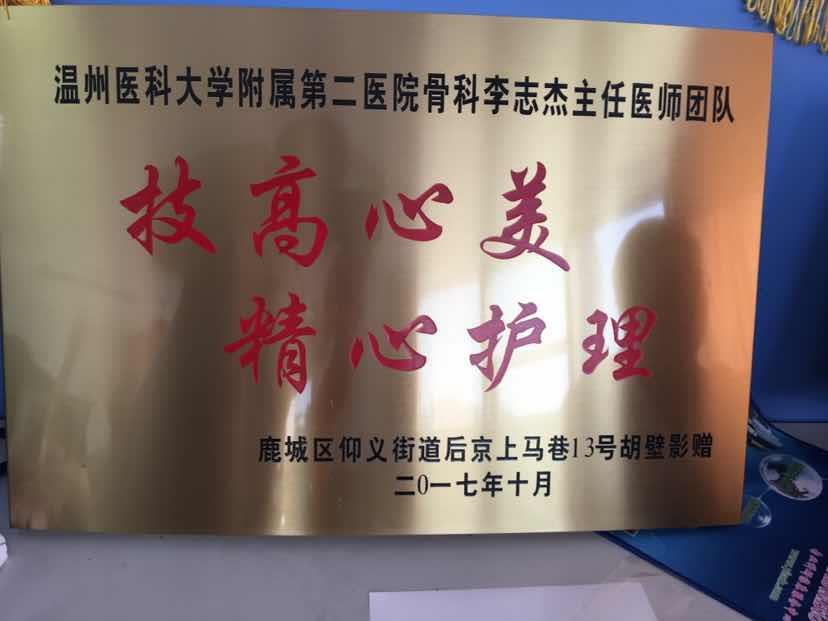 温州医科大学附属第二医院骨科李志杰主任医师团队
技高心美
精心护理
鹿城区仰义街道后京上马巷13号胡壁影赠
二0一七年十月